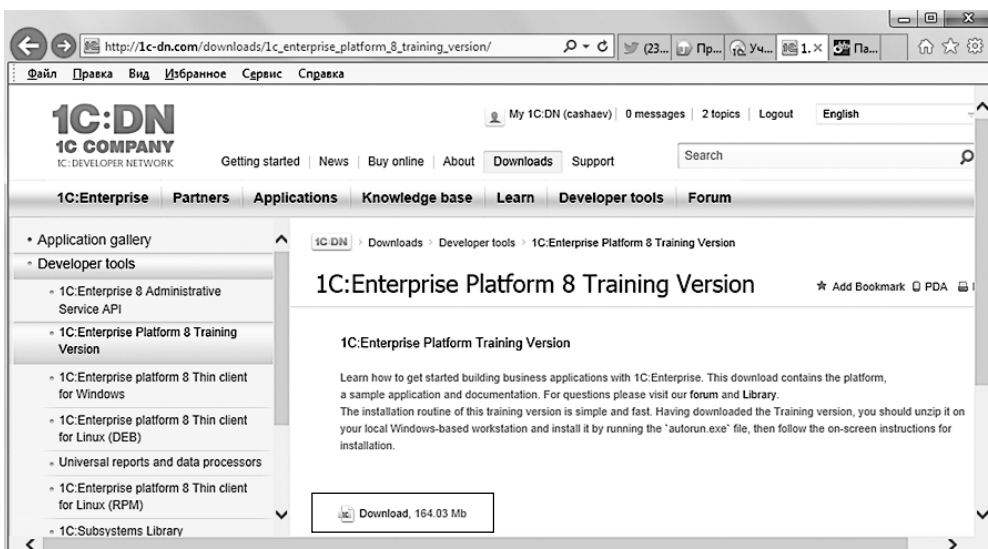 http://1c-dn.com/downloads/1c_enterprise_platform_8_training_version/
(23... Пр... Уч... 1. Па...
Файл Правка Вид Избранное Сервис Справка
1C:DN
1C COMPANY
1C:DEVELOPER NETWORK
My 1C:DN (cashaev) | 0 messages | 2 topics | Logout
English
Getting started | News | Buy online | About | Downloads | Support
Search
1C:Enterprise Partners Applications Knowledge base Learn Developer tools Forum
• Application gallery
◦ Developer tools
◦ 1C:Enterprise 8 Administrative
Service API
◦ 1C:Enterprise Platform 8 Training
Version
◦ 1C:Enterprise platform 8 Thin client
for Windows
◦ 1C:Enterprise platform 8 Thin client
for Linux (DEB)
◦ Universal reports and data processors
◦ 1C:Enterprise platform 8 Thin client
for Linux (RPM)
◦ 1C:Subsystems Library
1C:DN > Downloads > Developer tools > 1C:Enterprise Platform 8 Training Version
1C:Enterprise Platform 8 Training Version
Add Bookmark PDA
1C:Enterprise Platform Training Version
Learn how to get started building business applications with 1C:Enterprise. This download contains the platform,
a sample application and documentation. For questions please visit our forum and Library.
The installation routine of this training version is simple and fast. Having downloaded the Training version, you should unzip it on
your local Windows-based workstation and install it by running the `autorun.exe` file, then follow the on-screen instructions for
installation.
Download, 164.03 Mb